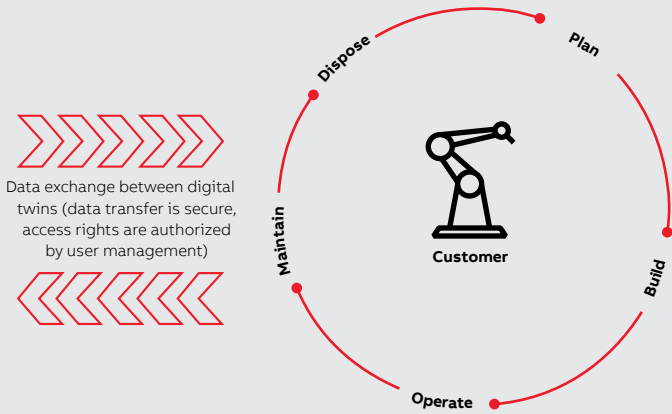 Dispose
Plan
Data exchange between digital
twins (data transfer is secure,
access rights are authorized
by user management)
Maintain
Customer
Build
Operate